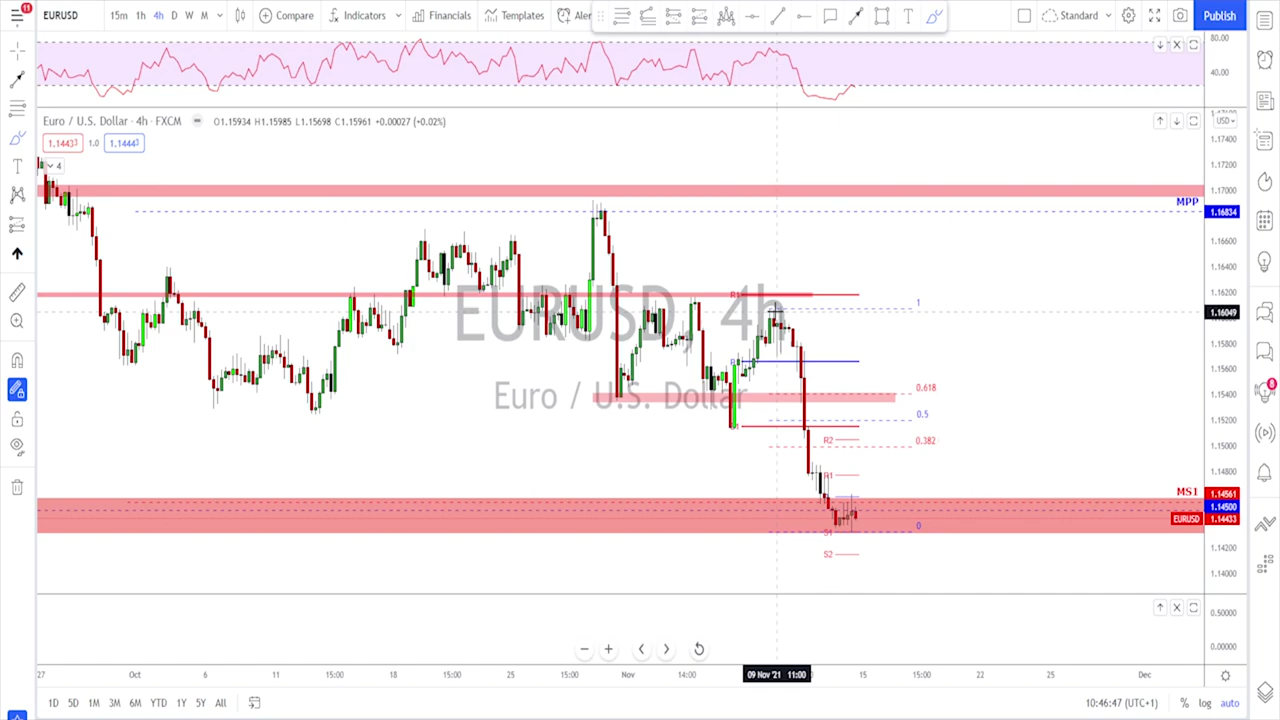 11
EURUSD
15m 1h 4h D W M
Compare
Indicators
Financials
Templates
Aler
Standard
Publish
80.00
40.00
Euro / U.S. Dollar · 4h · FXCM O1.15934 H1.15985 L1.15698 C1.15961 +0.00027 (+0.02%)
USD
1.14433 1.0 1.14443
4
1.17400
1.17200
1.17000
MPP
1.16834
1.16600
1.16400
1.16200
R1
1
1.16049
EURUSD, 4h
Euro / U.S. Dollar
1.15800
1.15600
0.618
1.15400
0.5
R2
0.382
1.15200
1.15000
R1
1.14800
MS1
1.14561
1.14500
EURUSD 1.14433
S1
0
S2
1.14200
1.14000
8
0.50000
0.00000
27 Oct 6 11 15:00 18 15:00 25 15:00 Nov 14:00 09 Nov '21 11:00 15 15:00 22 25 Dec
1D 5D 1M 3M 6M YTD 1Y 5Y All
10:46:47 (UTC+1) % log auto